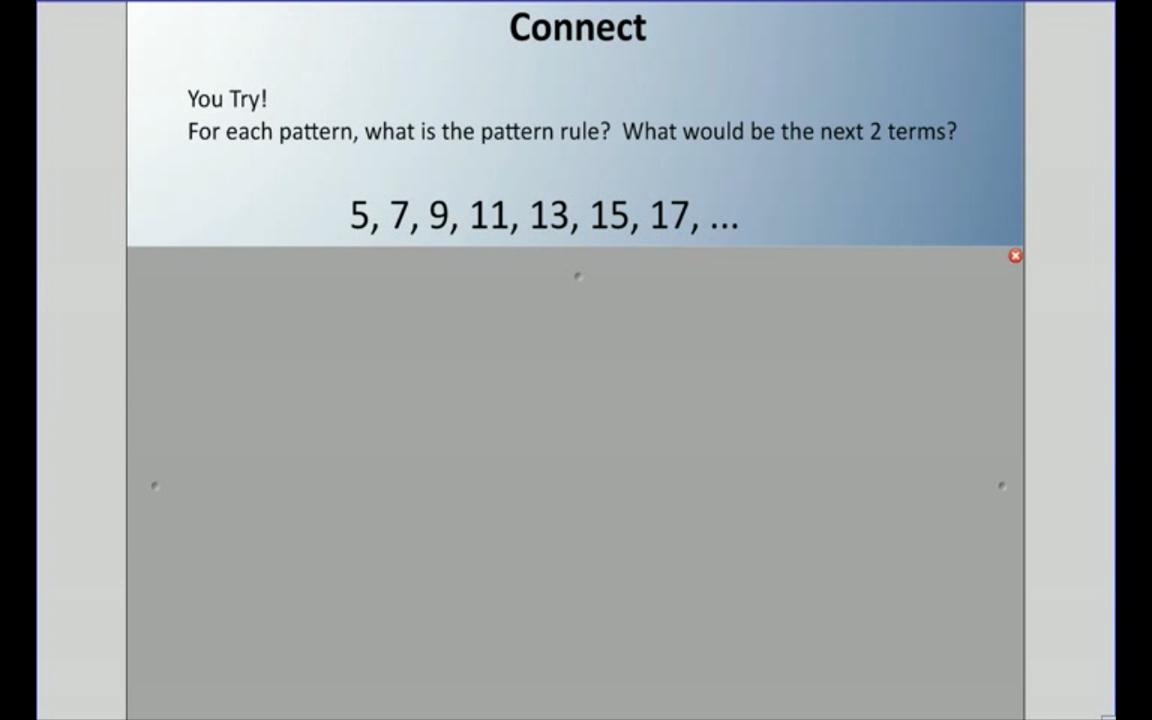 Connect
You Try!
For each pattern, what is the pattern rule? What would be the next 2 terms?
5, 7, 9, 11, 13, 15, 17, ...